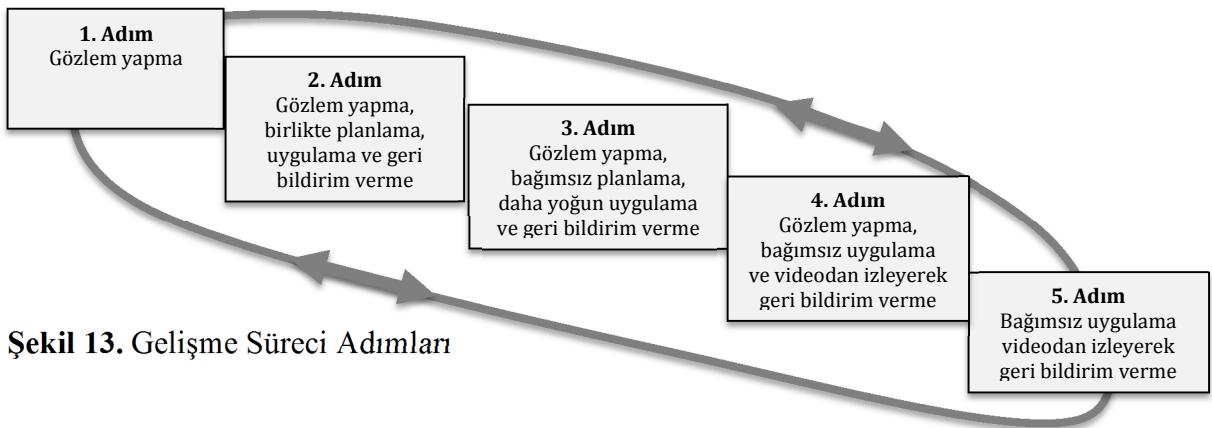 1. Adım
Gözlem yapma
2. Adım
Gözlem yapma,
birlikte planlama,
uygulama ve geri
bildirim verme
3. Adım
Gözlem yapma,
bağımsız planlama,
daha yoğun uygulama
ve geri bildirim verme
4. Adım
Gözlem yapma,
bağımsız uygulama
ve videodan izleyerek
geri bildirim verme
5. Adım
Bağımsız uygulama
videodan izleyerek
geri bildirim verme
Şekil 13. Gelişme Süreci Adımları